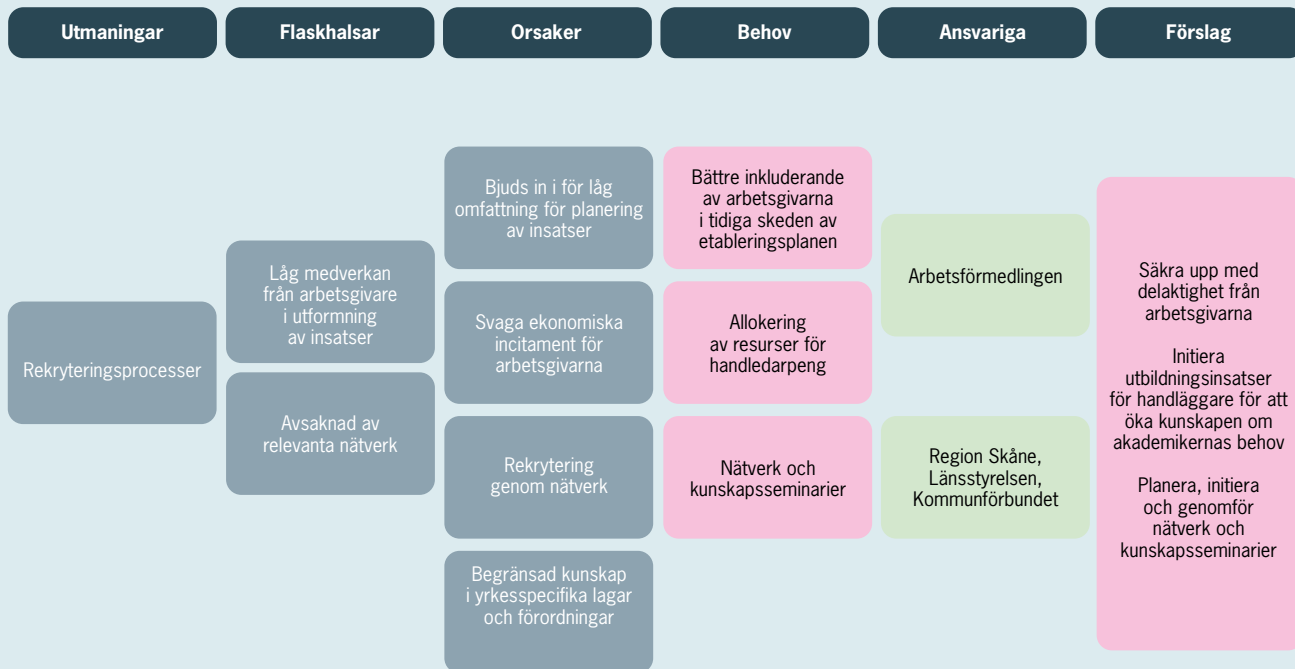 Utmaningar
Flaskhalsar
Orsaker
Behov
Ansvariga
Förslag
Rekryteringsprocesser
Låg medverkan
från arbetsgivare
i utformning
av insatser
Avsaknad av
relevanta nätverk
Bjuds in i för låg
omfattning för planering
av insatser
Svaga ekonomiska
incitament för
arbetsgivarna
Rekrytering
genom nätverk
Begränsad kunskap
i yrkesspecifika lagar
och förordningar
Bättre inkluderande
av arbetsgivarna
i tidiga skeden av
etableringsplanen
Allokering
av resurser för
handledarpeng
Nätverk och
kunskapsseminarier
Arbetsförmedlingen
Region Skåne,
Länsstyrelsen,
Kommunförbundet
Säkra upp med
delaktighet från
arbetsgivarna
Initiera
utbildningsinsatser
för handläggare för att
öka kunskapen om
akademikernas behov
Planera, initiera
och genomför
nätverk och
kunskapsseminarier